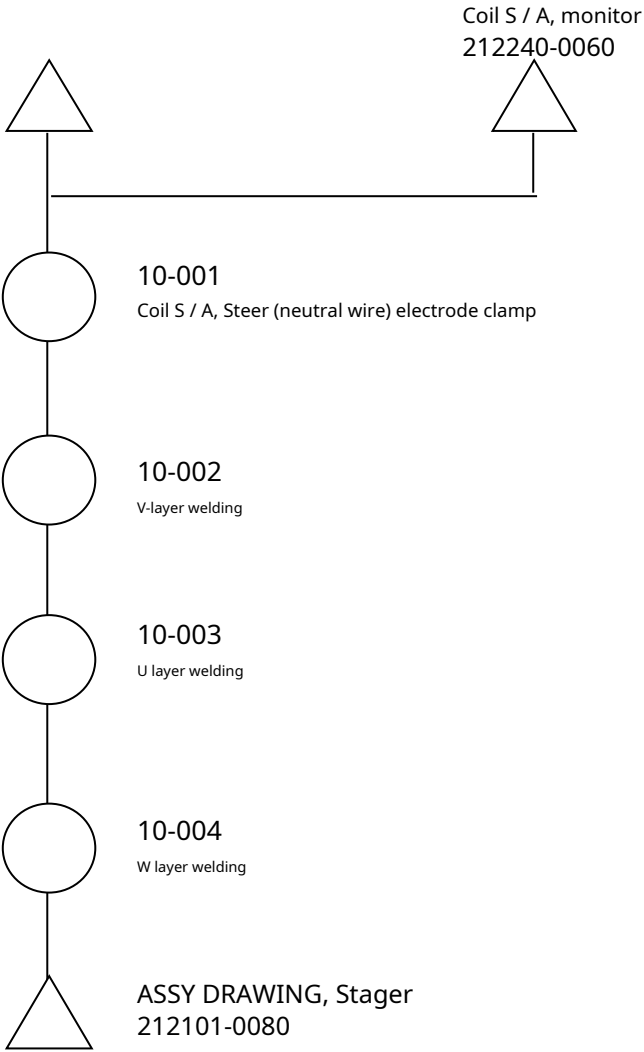 Coil S / A, monitor
212240-0060
10-001
Coil S / A, Steer (neutral wire) electrode clamp
10-002
V-layer welding
10-003
U layer welding
10-004
W layer welding
ASSY DRAWING, Stager
212101-0080